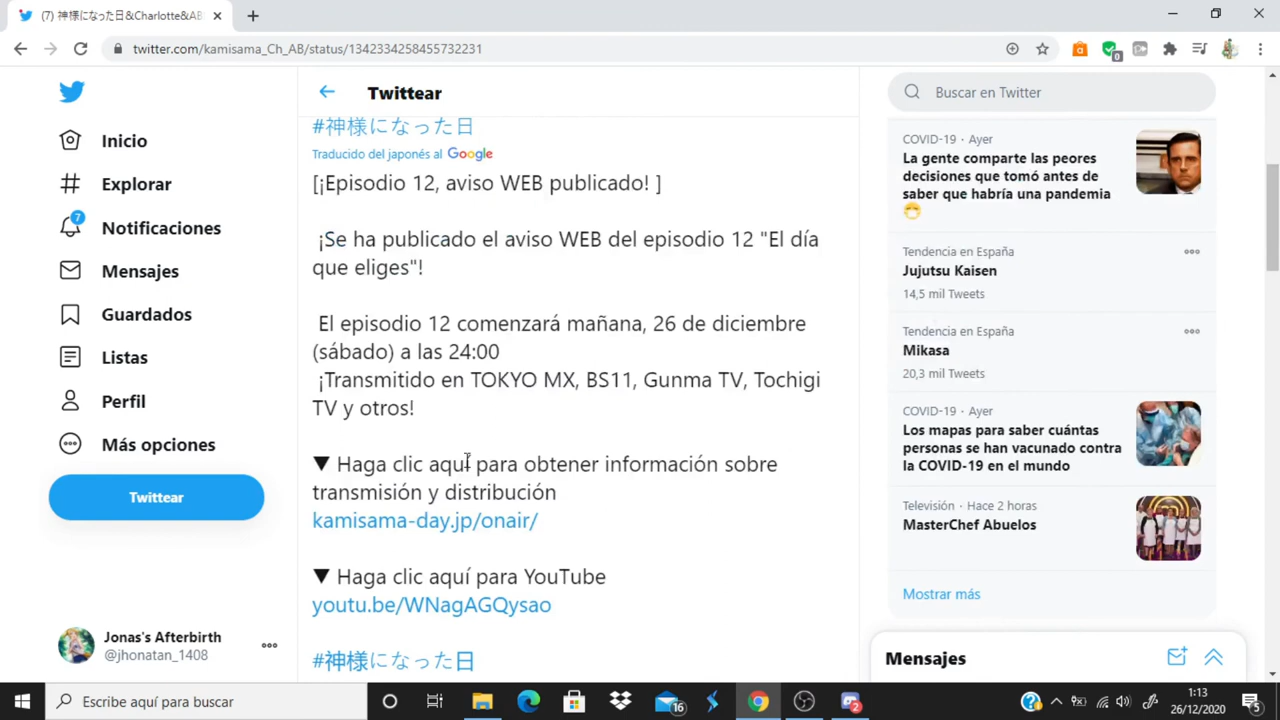 (7) 神様になった日&Charlotte&AB
twitter.com/kamisama_Ch_AB/status/1342334258455732231
0
Inicio
Explorar
7
Notificaciones
Mensajes
Guardados
Listas
Perfil
Más opciones
Twittear
Jonas's Afterbirth
@jhonatan_1408
Twittear
#神様になった日
Traducido del japonés al Google
[¡Episodio 12, aviso WEB publicado! ]
¡Se ha publicado el aviso WEB del episodio 12 "El día
que eliges"!
El episodio 12 comenzará mañana, 26 de diciembre
(sábado) a las 24:00
¡Transmitido en TOKYO MX, BS11, Gunma TV, Tochigi
TV y otros!
▼ Haga clic aquí para obtener información sobre
transmisión y distribución
kamisama-day.jp/onair/
▼ Haga clic aquí para YouTube
youtu.be/WNagAGQysao
#神様になった日
Buscar en Twitter
COVID-19 · Ayer
La gente comparte las peores
decisiones que tomó antes de
saber que habría una pandemia
Tendencia en España
Jujutsu Kaisen
14,5 mil Tweets
Tendencia en España
Mikasa
20,3 mil Tweets
COVID-19 · Ayer
Los mapas para saber cuántas
personas se han vacunado contra
la COVID-19 en el mundo
Televisión · Hace 2 horas
MasterChef Abuelos
Mostrar más
Mensajes
Escribe aquí para buscar
16
2
1:13
26/12/2020
5